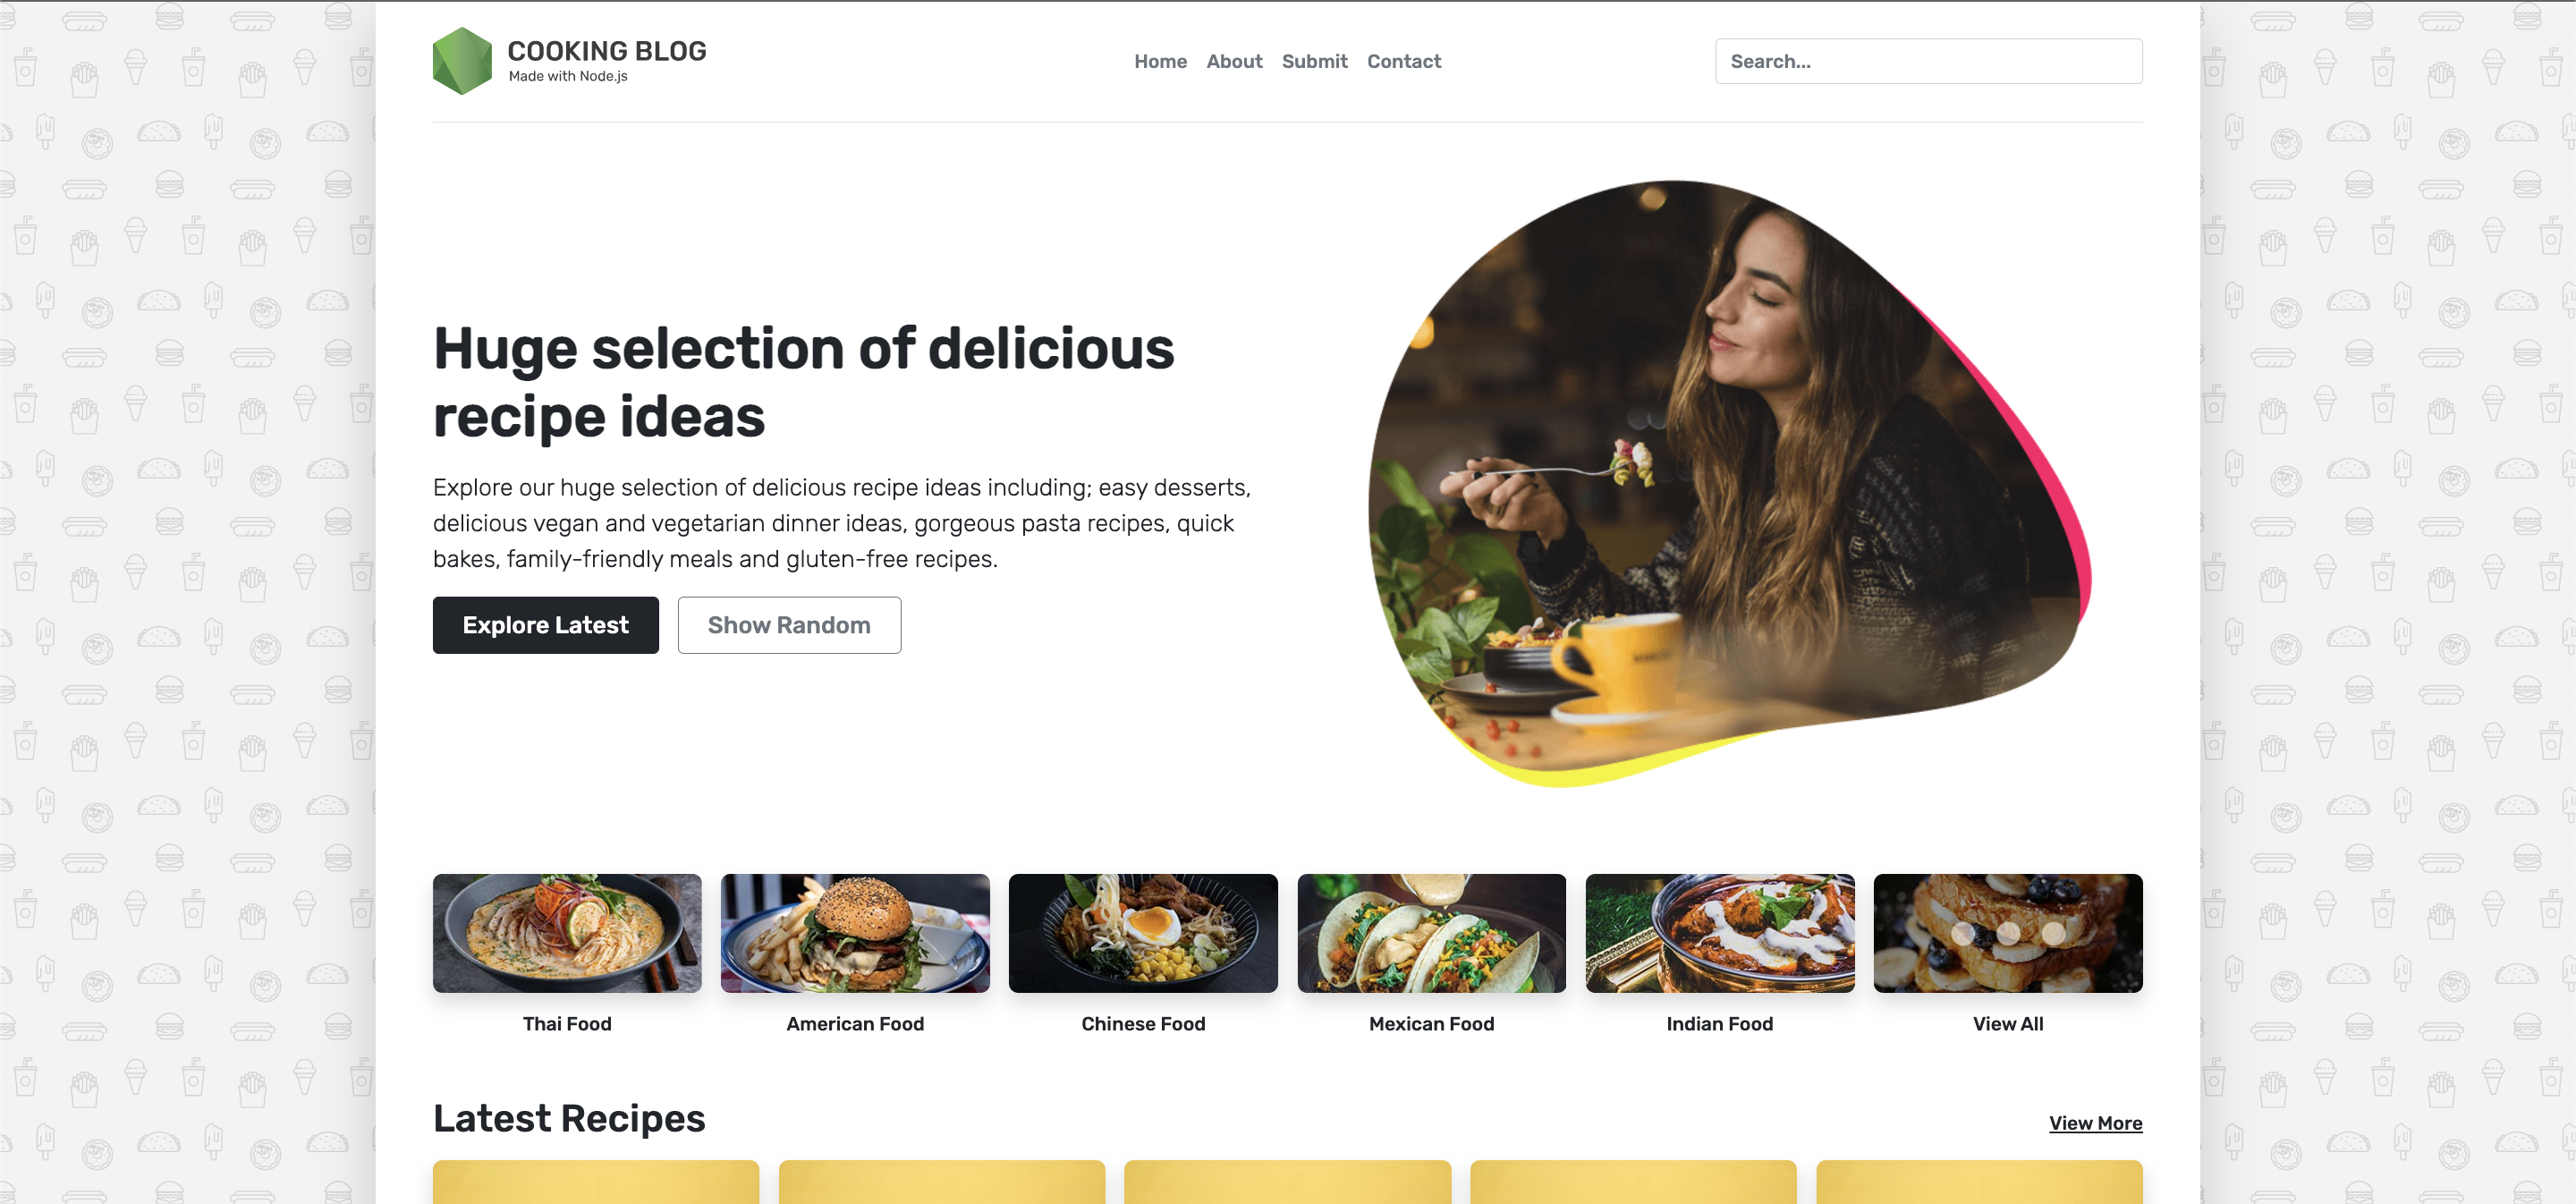 COOKING BLOG
Made with Node.js
Home About Submit Contact
Search...
Huge selection of delicious
recipe ideas
Explore our huge selection of delicious recipe ideas including; easy desserts,
delicious vegan and vegetarian dinner ideas, gorgeous pasta recipes, quick
bakes, family-friendly meals and gluten-free recipes.
Explore Latest Show Random
Thai Food American Food Chinese Food Mexican Food Indian Food View All
Latest Recipes
View More